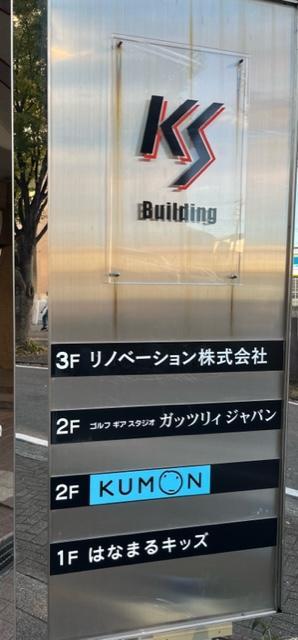 KS
Building
3F リノベーション株式会社
2F ゴルフ ギア スタジオ ガッツリィジャパン
2F KUMON
1F はなまるキッズ